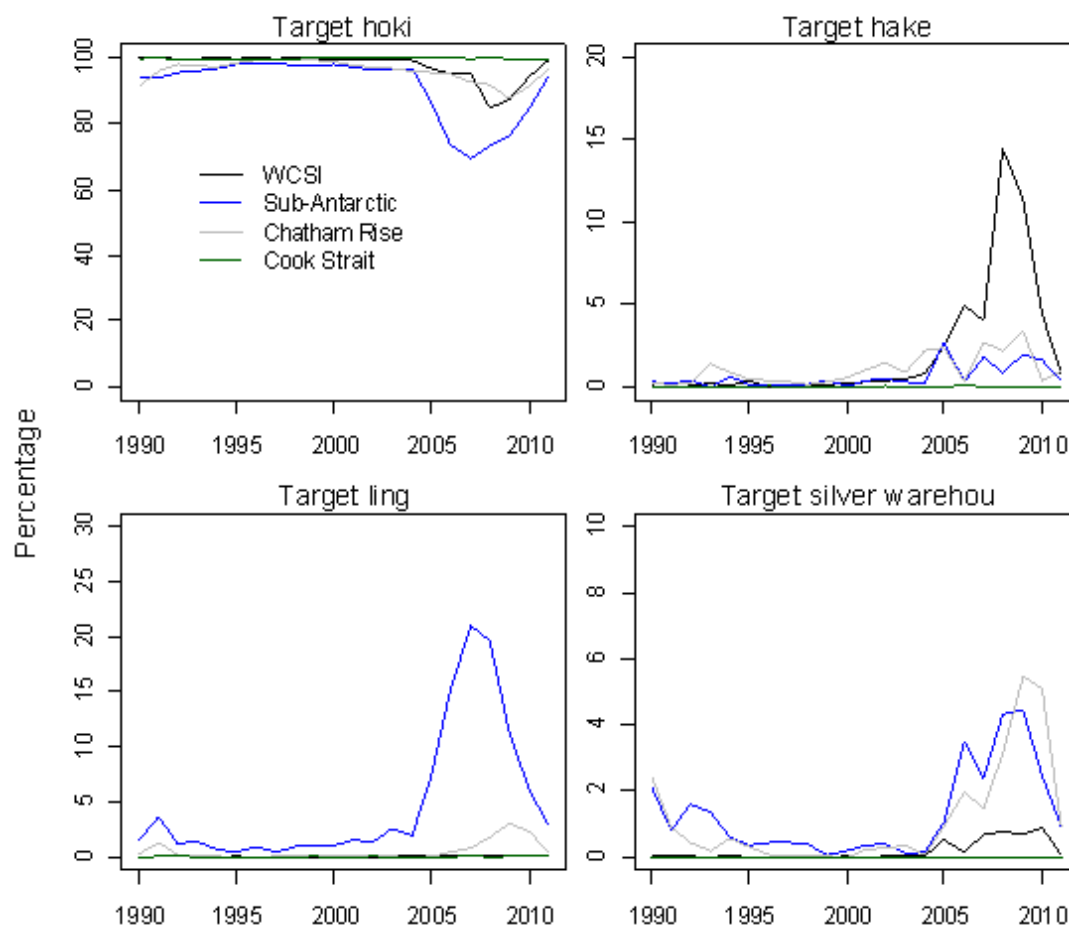 Target hoki
Target hake
100
80
60
40
20
0
WCSI
Sub-Antarctic
Chatham Rise
Cook Strait
20
15
10
5
0
1990 1995 2000 2005 2010
1990 1995 2000 2005 2010
Percentage
Target ling
Target silver warehou
30
25
20
15
10
5
0
10
8
6
4
2
0
1990 1995 2000 2005 2010
1990 1995 2000 2005 2010